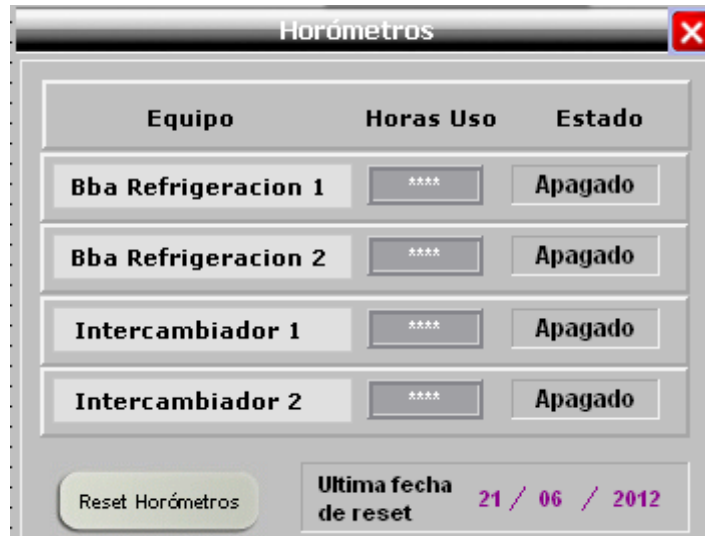 Horómetros
Equipo Horas Uso Estado
Bba Refrigeracion 1 **** Apagado
Bba Refrigeracion 2 **** Apagado
Intercambiador 1 **** Apagado
Intercambiador 2 **** Apagado
Reset Horómetros
Ultima fecha
de reset
21 / 06 / 2012